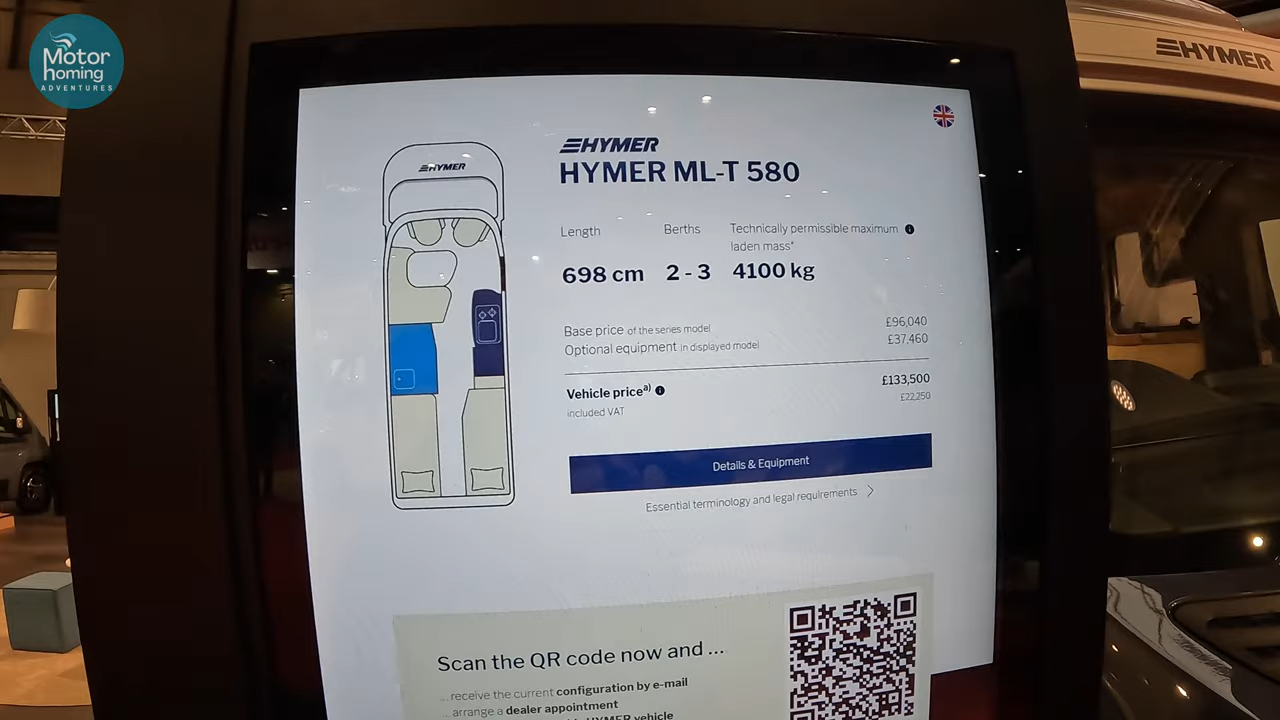 Motor
homing
ADVENTURES
HYMER
HYMER
HYMER
HYMER ML-T 580
Length
Berths
Technically permissible maximum
laden mass*
698 cm
2 - 3
4100 kg
Base price of the series model
£96,040
Optional equipment in displayed model
£37,460
Vehicle price a)
£133,500
included VAT
£22,250
Details & Equipment
Essential terminology and legal requirements
Scan the QR code now and ...
... receive the current configuration by e-mail
... arrange a dealer appointment
HYMER vehicle